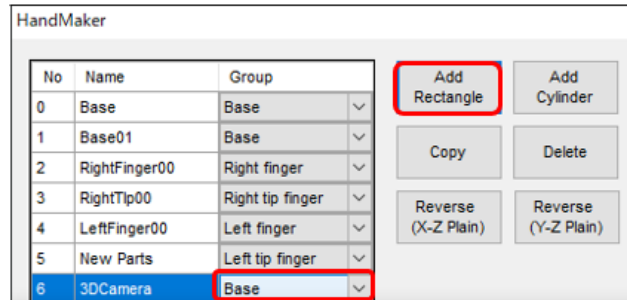 HandMaker
No Name Group
0 Base Base
1 Base01 Base
2 RightFinger00 Right finger
3 RightTIp00 Right tip finger
4 LeftFinger00 Left finger
5 New Parts Left tip finger
6 3DCamera Base
Add
Rectangle
Add
Cylinder
Copy
Delete
Reverse
(X-Z Plain)
Reverse
(Y-Z Plain)